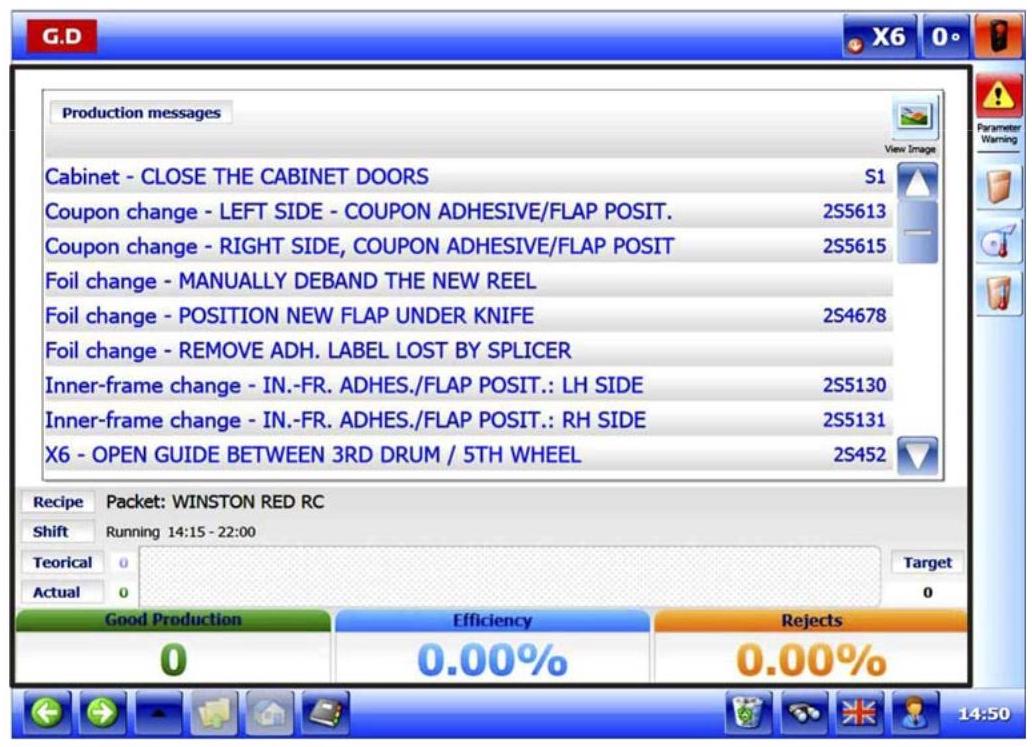 G.D
X6 0°
Production messages
View Image
Parameter Warning
Cabinet - CLOSE THE CABINET DOORS S1
Coupon change - LEFT SIDE - COUPON ADHESIVE/FLAP POSIT. 2S5613
Coupon change - RIGHT SIDE, COUPON ADHESIVE/FLAP POSIT 2S5615
Foil change - MANUALLY DEBAND THE NEW REEL
Foil change - POSITION NEW FLAP UNDER KNIFE 2S4678
Foil change - REMOVE ADH. LABEL LOST BY SPLICER
Inner-frame change - IN.-FR. ADHES./FLAP POSIT.: LH SIDE 2S5130
Inner-frame change - IN.-FR. ADHES./FLAP POSIT.: RH SIDE 2S5131
X6 - OPEN GUIDE BETWEEN 3RD DRUM / 5TH WHEEL 2S452
Recipe Packet: WINSTON RED RC
Shift Running 14:15 - 22:00
Teorical 0 Target
Actual 0 0
Good Production Efficiency Rejects
0 0.00% 0.00%
14:50